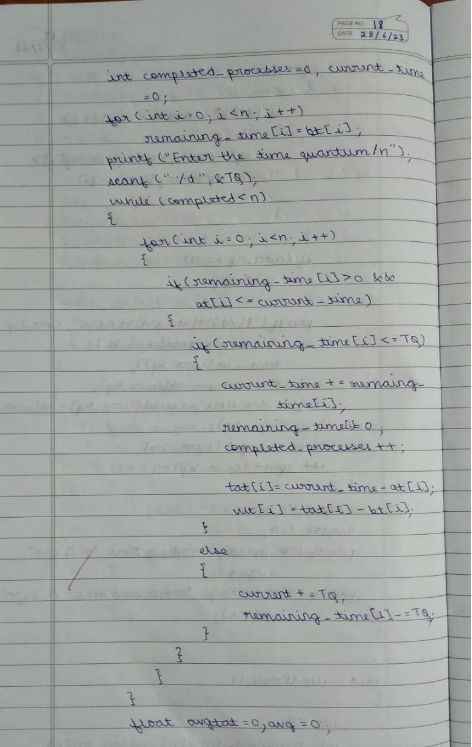 PAGE NO 18
DATE 28/6/23
int completed_processes=0, current_time
=0;
for(int i=0; i<n; i++)
remaining_time[i]=bt[i];
printf("Enter the time quantum/n");
scanf("%d",&TQ);
while(completed<n)
{
for(int i=0; i<n; i++)
{
if(remaining_time[i]>0 &&
at[i]<=current_time)
{
if(remaining_time[i]<=TQ)
{
current_time += remaing_
time[i];
remaining_time[i]=0;
completed_processes++;
tat[i]=current_time-at[i];
wt[i]=tat[i]-bt[i];
}
else
{
current+=TQ;
remaining_time[i]-=TQ;
}
}
}
}
float avgtat=0,avg=0;